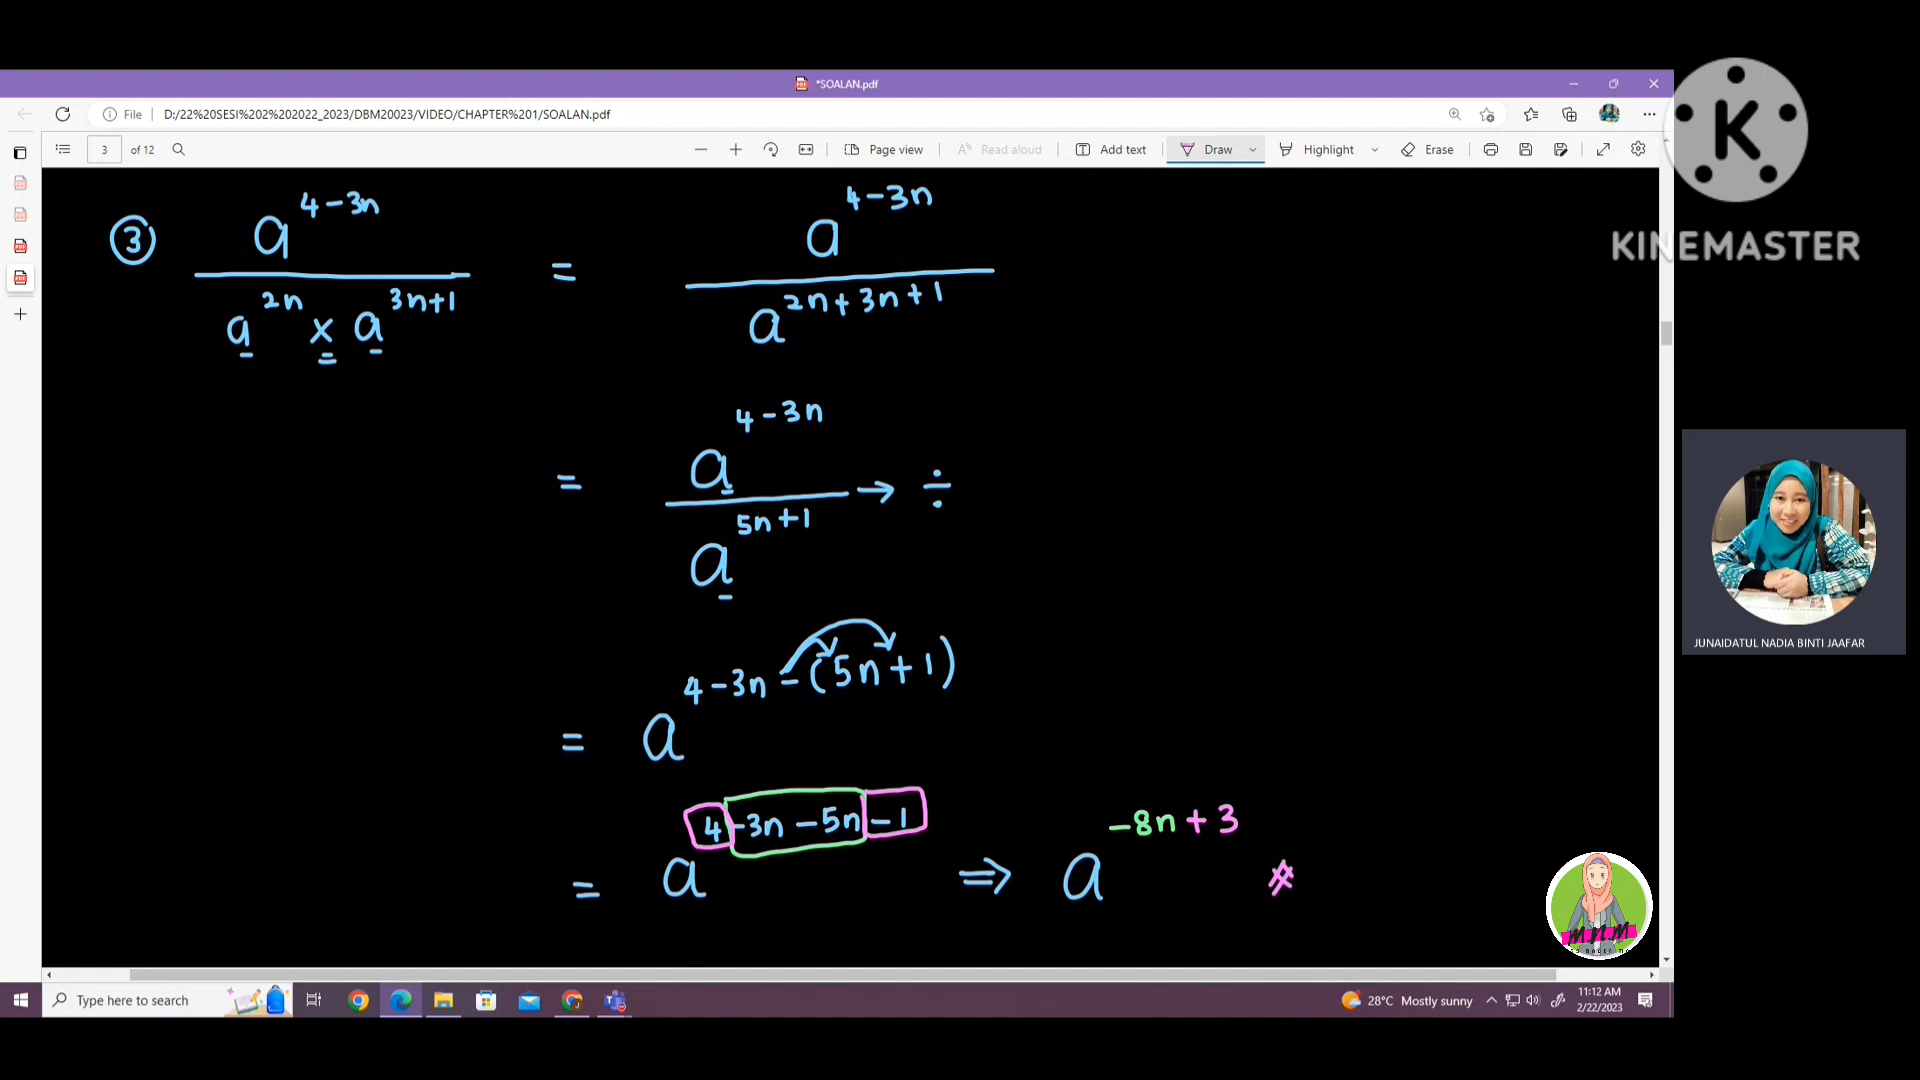 *SOALAN.pdf
File D:/22%20SESI%202%202022_2023/DBM20023/VIDEO/CHAPTER%201/SOALAN.pdf
3 of 12 Page view Read aloud Add text Draw Highlight Erase
K
KINEMASTER
③ a^(4-3n) / (a^(2n) × a^(3n+1)) = a^(4-3n) / a^(2n+3n+1)
= a^(4-3n) / a^(5n+1) → ÷
= a^(4-3n-(5n+1))
= a^(4-3n-5n-1) ⇒ a^(-8n+3)
JUNAIDATUL NADIA BINTI JAAFAR
Type here to search
28°C Mostly sunny
11:12 AM
2/22/2023